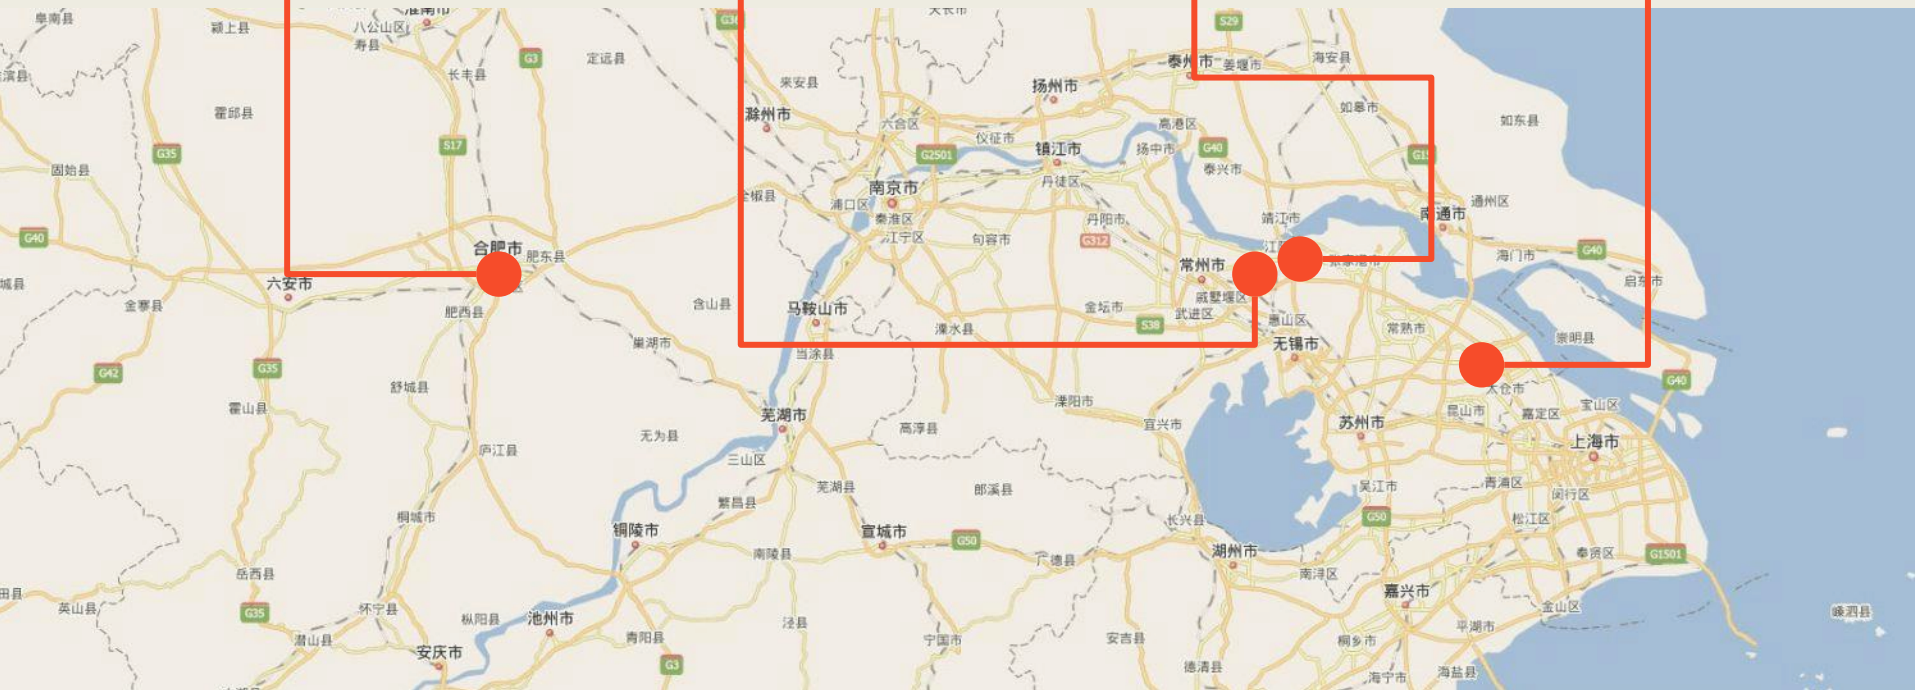 淮南市
天长市
阜南县
颍上县
八公山区
G36
S29
寿县
G3
定远县
泰州市
姜堰市
海安县
长丰县
来安县
扬州市
霍邱县
滁州市
六合区
高港区
如皋市
如东县
仪征市
G35
S17
G2501
镇江市
扬中市
G40
固始县
丹徒区
泰兴市
南京市
全椒县
浦口区
秦淮区
丹阳市
靖江市
南通市
通州区
G40
江宁区
句容市
G312
合肥市
肥东县
海门市
G40
常州市
张家港市
六安市
启东市
金寨县
含山县
戚墅堰区
肥西县
马鞍山市
金坛市
武进区
溧水县
S38
惠山区
常熟市
崇明县
巢湖市
当涂县
无锡市
G42
G35
舒城县
G40
太仓市
霍山县
芜湖市
溧阳市
昆山市
嘉定区
宝山区
无为县
高淳县
宜兴市
苏州市
上海市
庐江县
三山区
芜湖县
郎溪县
吴江市
青浦区
闵行区
繁昌县
桐城市
铜陵市
宣城市
G50
长兴县
G50
松江区
南陵县
广德县
湖州市
奉贤区
G1501
岳西县
南浔区
嘉兴市
英山县
G35
怀宁县
枞阳县
池州市
泾县
金山区
嵊泗县
潜山县
安庆市
青阳县
宁国市
安吉县
桐乡市
平湖市
G3
德清县
海宁市
海盐县